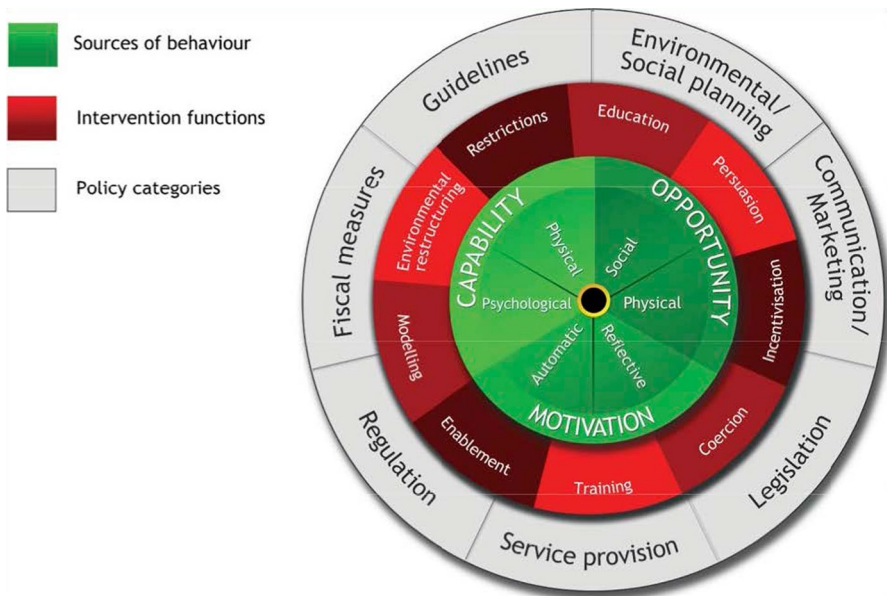 Sources of behaviour
Intervention functions
Policy categories
Guidelines
Environmental/
Social planning
Communication/
Marketing
Legislation
Service provision
Regulation
Fiscal measures
Restrictions
Education
Persuasion
Incentivisation
Coercion
Training
Enablement
Modelling
Environmental
restructuring
CAPABILITY
OPPORTUNITY
MOTIVATION
Physical
Social
Physical
Reflective
Automatic
Psychological